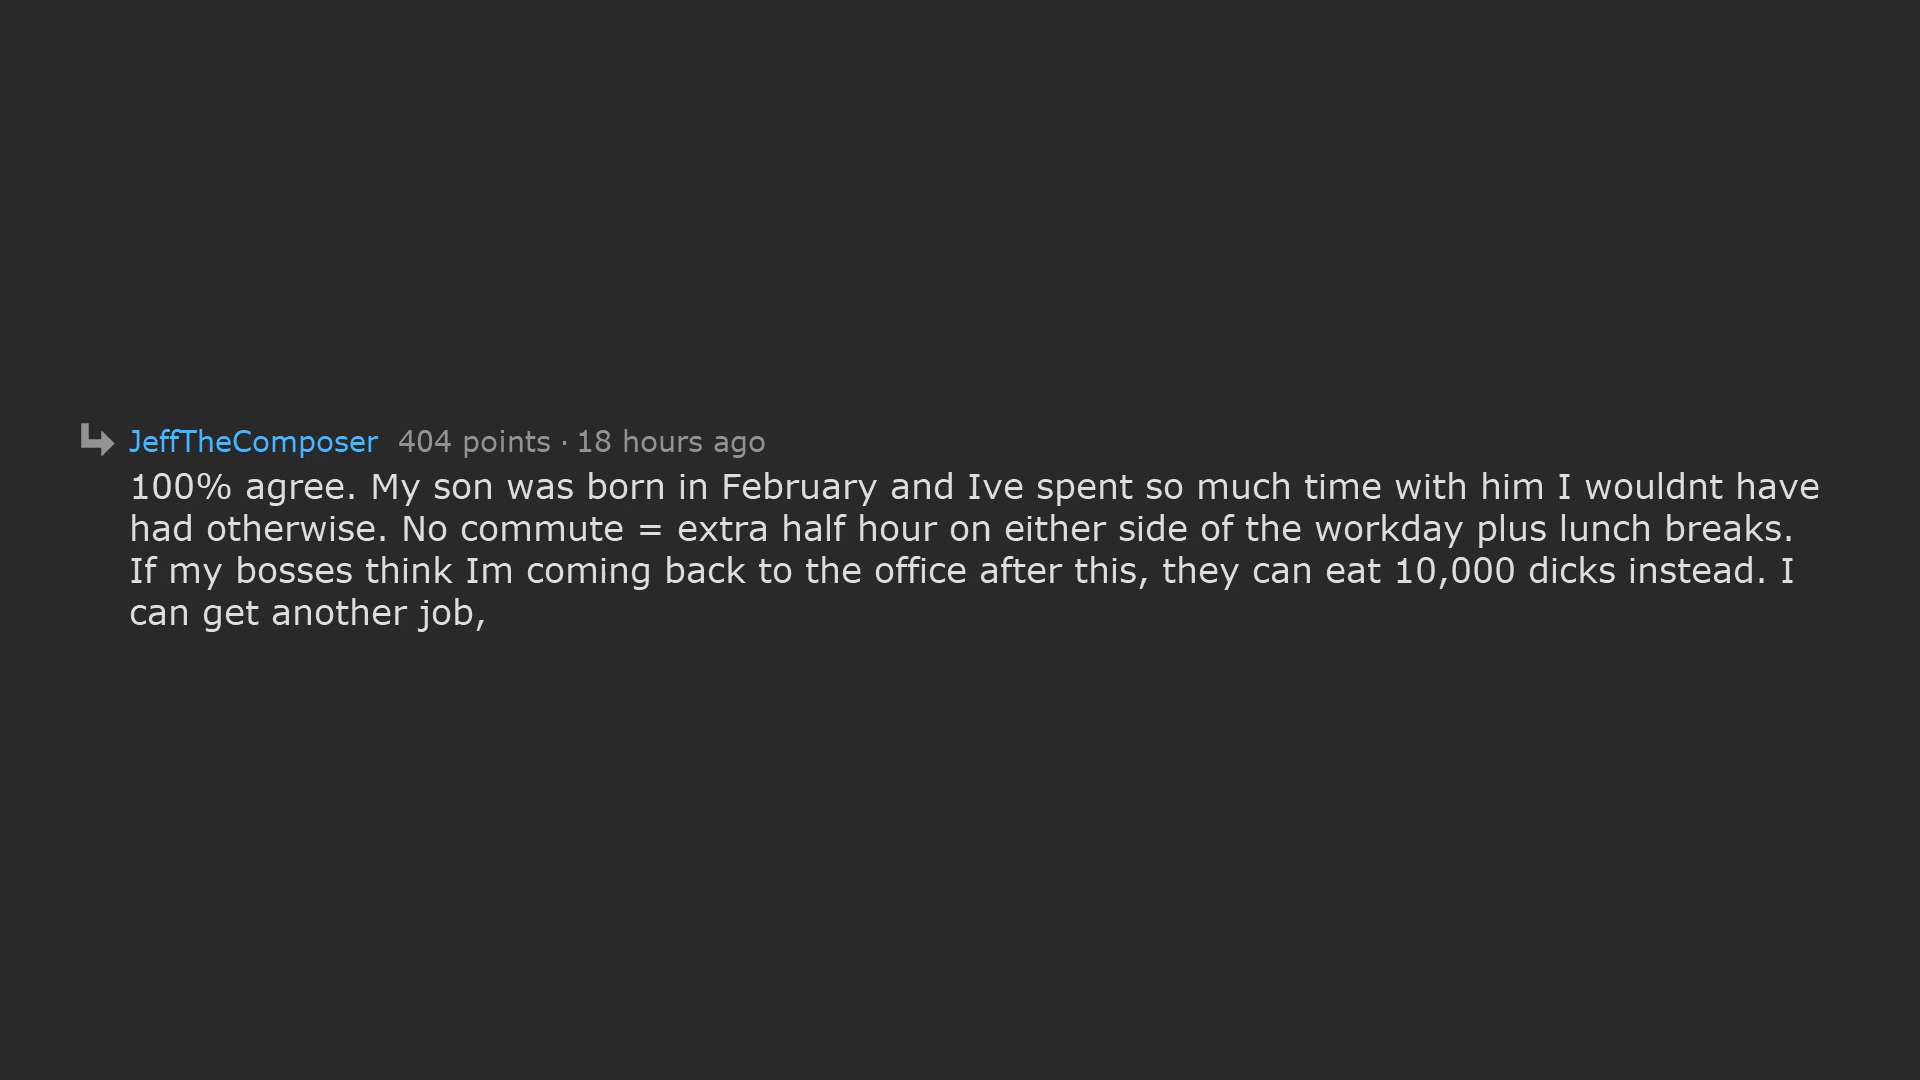 JeffTheComposer 404 points · 18 hours ago
100% agree. My son was born in February and Ive spent so much time with him I wouldnt have
had otherwise. No commute = extra half hour on either side of the workday plus lunch breaks.
If my bosses think Im coming back to the office after this, they can eat 10,000 dicks instead. I
can get another job,